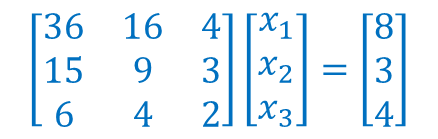 [36 16 4] [x₁] [8]
[15 9 3] [x₂] = [3]
[6 4 2] [x₃] [4]